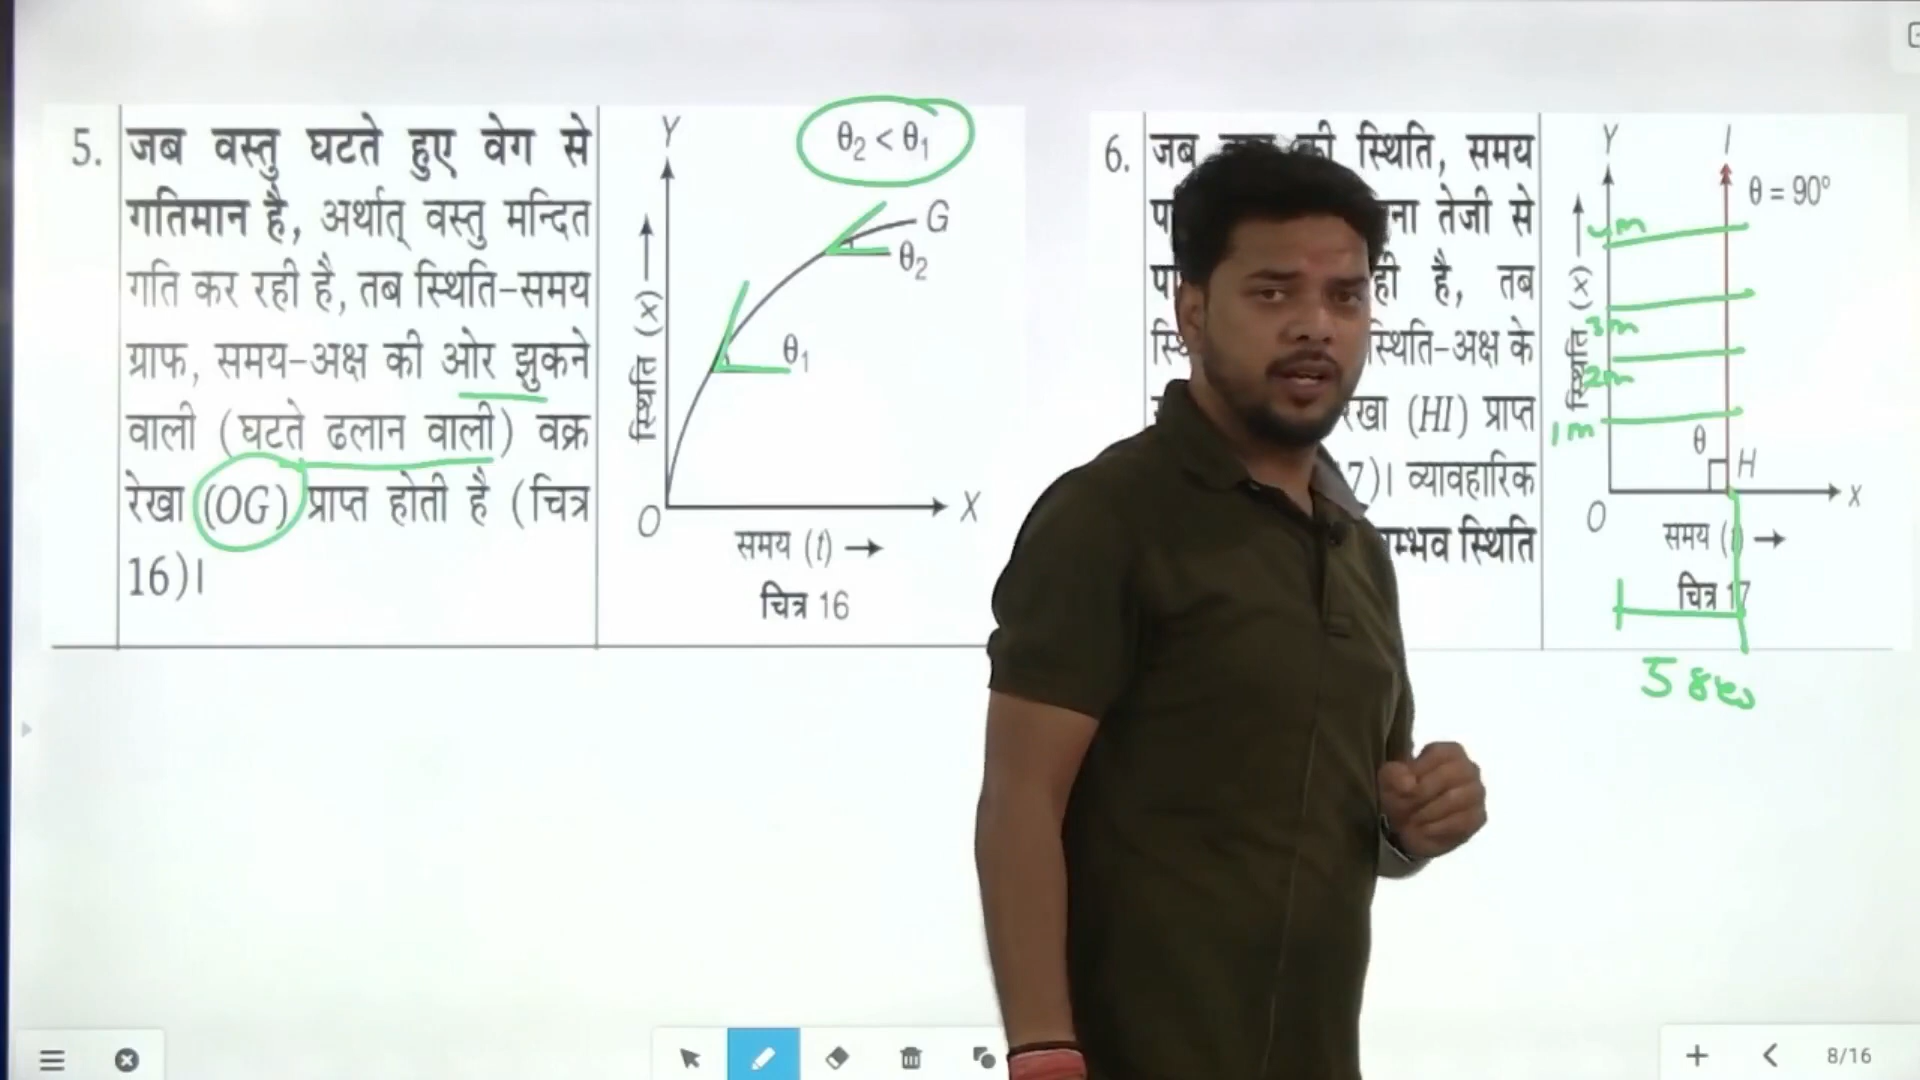 5. जब वस्तु घटते हुए वेग से
गतिमान है, अर्थात् वस्तु मन्दित
गति कर रही है, तब स्थिति-समय
ग्राफ, समय-अक्ष की ओर झुकने
वाली (घटते ढलान वाली) वक्र
रेखा (OG) प्राप्त होती है (चित्र
16)।
Y
θ₂ < θ₁
G
θ₂
θ₁
स्थिति (x)
O
X
समय (t)
चित्र 16
6. जब की स्थिति, समय
ना तेजी से
ही है, तब
स्थिति-अक्ष के
रेखा (HI) प्राप्त
7)। व्यावहारिक
म्भव स्थिति
Y
I
θ = 90°
4m
3m
2m
1m
स्थिति (x)
θ
H
O
X
समय (t)
चित्र 17
5 sec
8/16